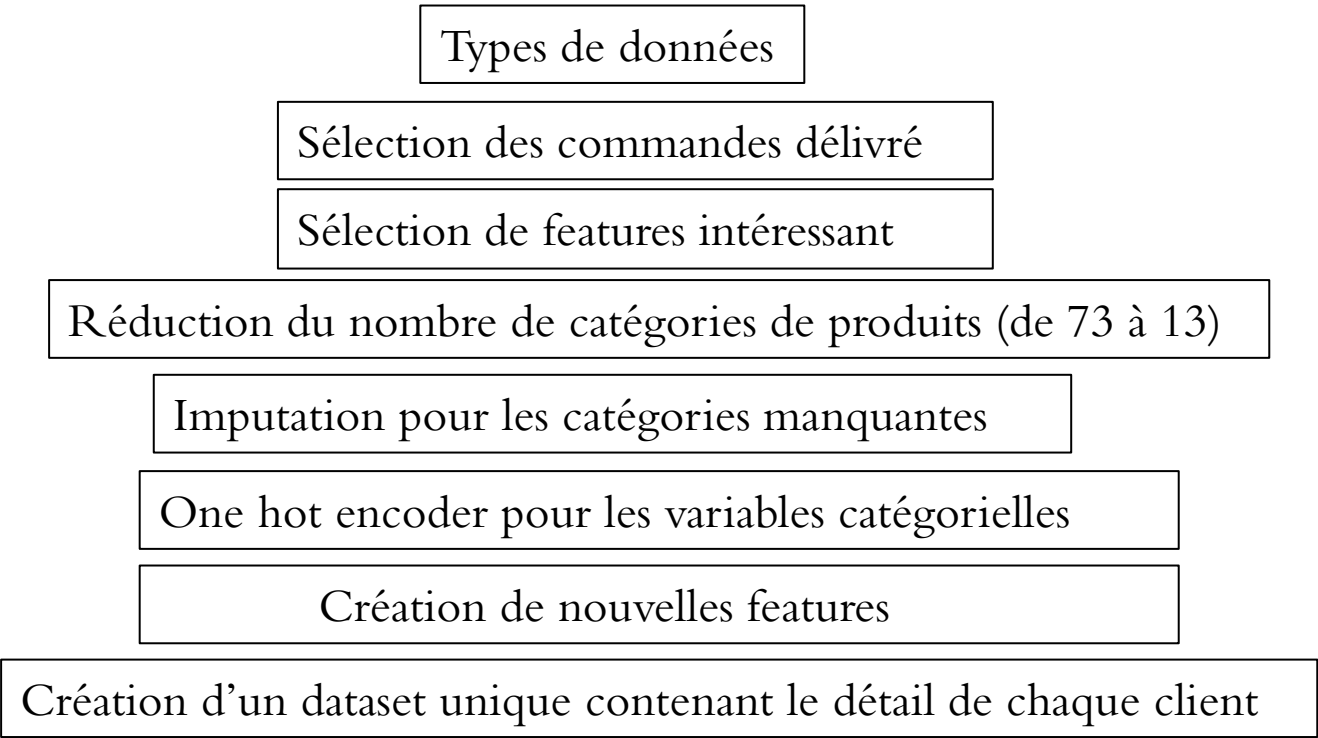 Types de données
Sélection des commandes délivré
Sélection de features intéressant
Réduction du nombre de catégories de produits (de 73 à 13)
Imputation pour les catégories manquantes
One hot encoder pour les variables catégorielles
Création de nouvelles features
Création d’un dataset unique contenant le détail de chaque client